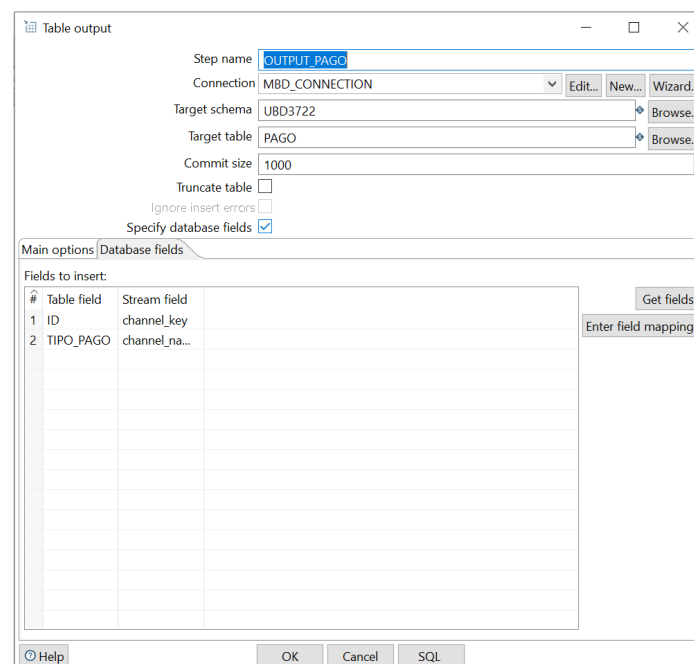 Table output
Step name OUTPUT_PAGO
Connection MBD_CONNECTION Edit... New... Wizard.
Target schema UBD3722 Browse.
Target table PAGO Browse.
Commit size 1000
Truncate table
Ignore insert errors
Specify database fields
Main options Database fields
Fields to insert:
# Table field Stream field Get fields
1 ID channel_key Enter field mapping
2 TIPO_PAGO channel_na...
Help OK Cancel SQL